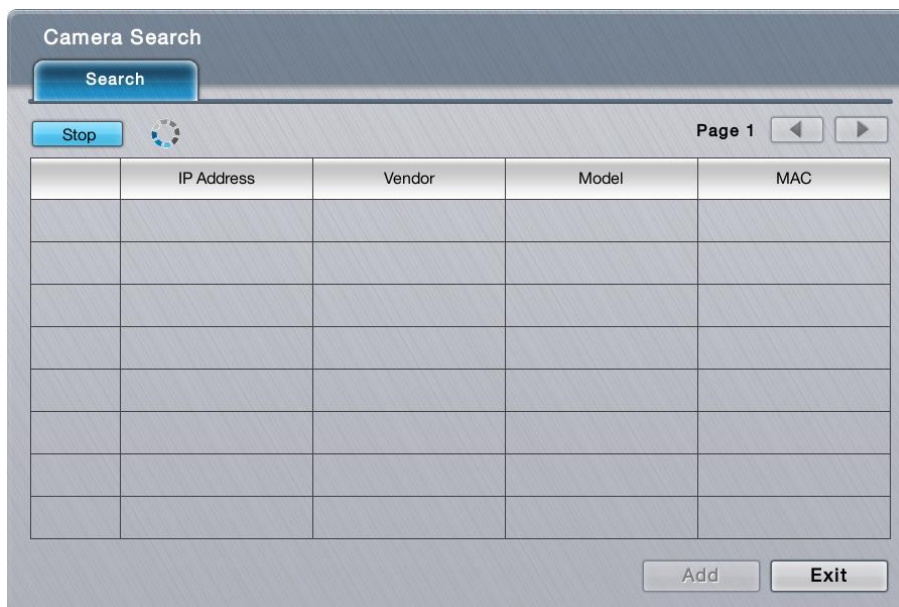 Camera Search
Search
Stop Page 1
IP Address Vendor Model MAC
Add Exit